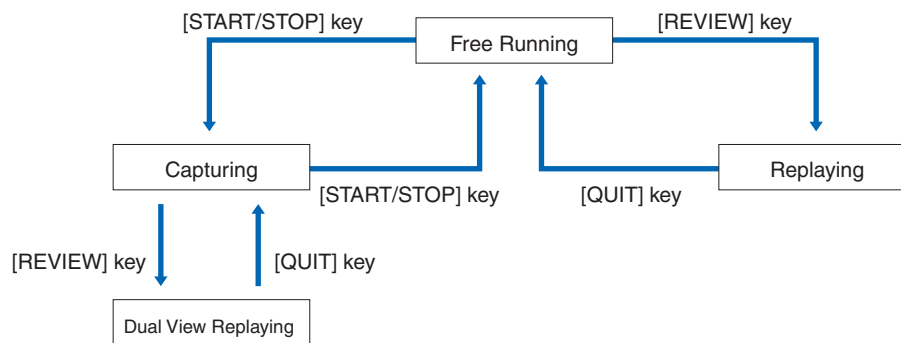 [START/STOP] key
Free Running
[REVIEW] key
Capturing
[START/STOP] key
[QUIT] key
Replaying
[REVIEW] key
[QUIT] key
Dual View Replaying